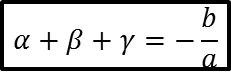 α + β + γ = −b/a